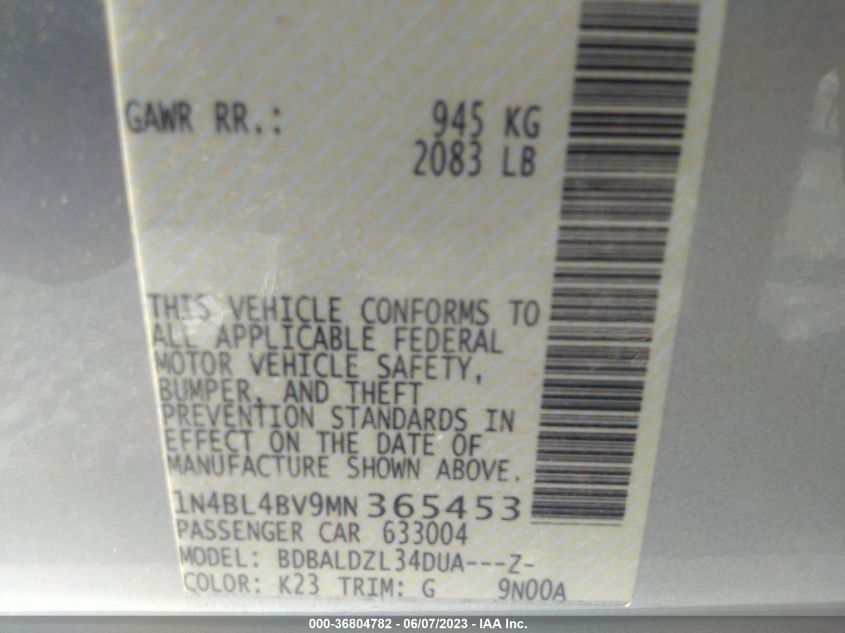 GAWR RR.: 945 KG
2083 LB
THIS VEHICLE CONFORMS TO
ALL APPLICABLE FEDERAL
MOTOR VEHICLE SAFETY,
BUMPER, AND THEFT
PREVENTION STANDARDS IN
EFFECT ON THE DATE OF
MANUFACTURE SHOWN ABOVE.
1N4BL4BV9MN365453
PASSENGER CAR 633004
MODEL: BDBALDZL34DUA---Z-
COLOR: K23 TRIM: G 9N00A
000-36804782 - 06/07/2023 - IAA Inc.